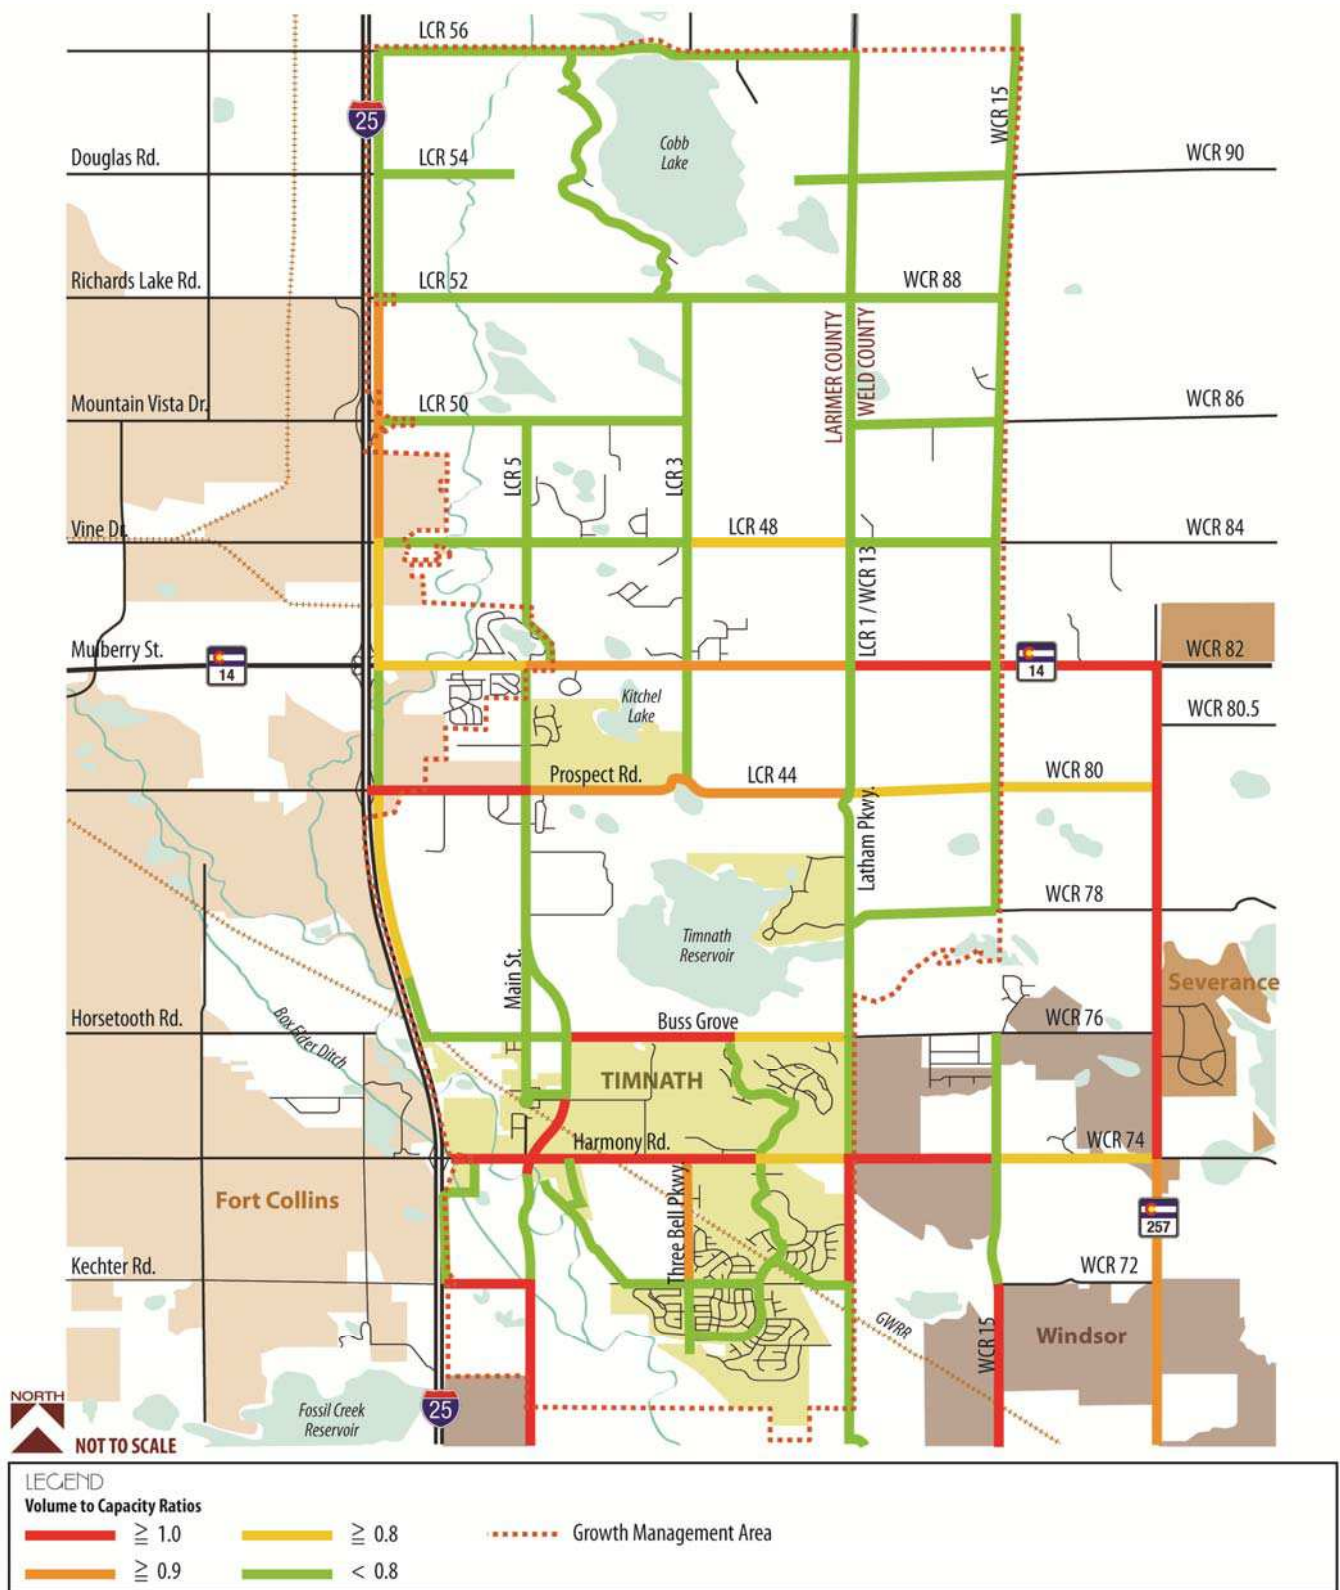 LCR 56
25
WCR 15
Cobb
Lake
Douglas Rd.
LCR 54
WCR 90
Richards Lake Rd.
LCR 52
WCR 88
LARIMER COUNTY
WELD COUNTY
Mountain Vista Dr.
LCR 50
WCR 86
LCR 5
LCR 3
Vine Dr.
LCR 48
WCR 84
LCR 1 / WCR 13
Mulberry St.
14
14
WCR 82
Kitchel
Lake
WCR 80.5
Prospect Rd.
LCR 44
WCR 80
Latham Pkwy.
WCR 78
Timnath
Reservoir
Main St.
Severance
Horsetooth Rd.
Box Elder Ditch
Buss Grove
WCR 76
TIMNATH
Harmony Rd.
WCR 74
Fort Collins
Three Bell Pkwy.
257
Kechter Rd.
WCR 72
GWRR
WCR 15
Windsor
NORTH
NOT TO SCALE
Fossil Creek
Reservoir
25
LEGEND
Volume to Capacity Ratios
≧ 1.0
≧ 0.8
Growth Management Area
≧ 0.9
< 0.8